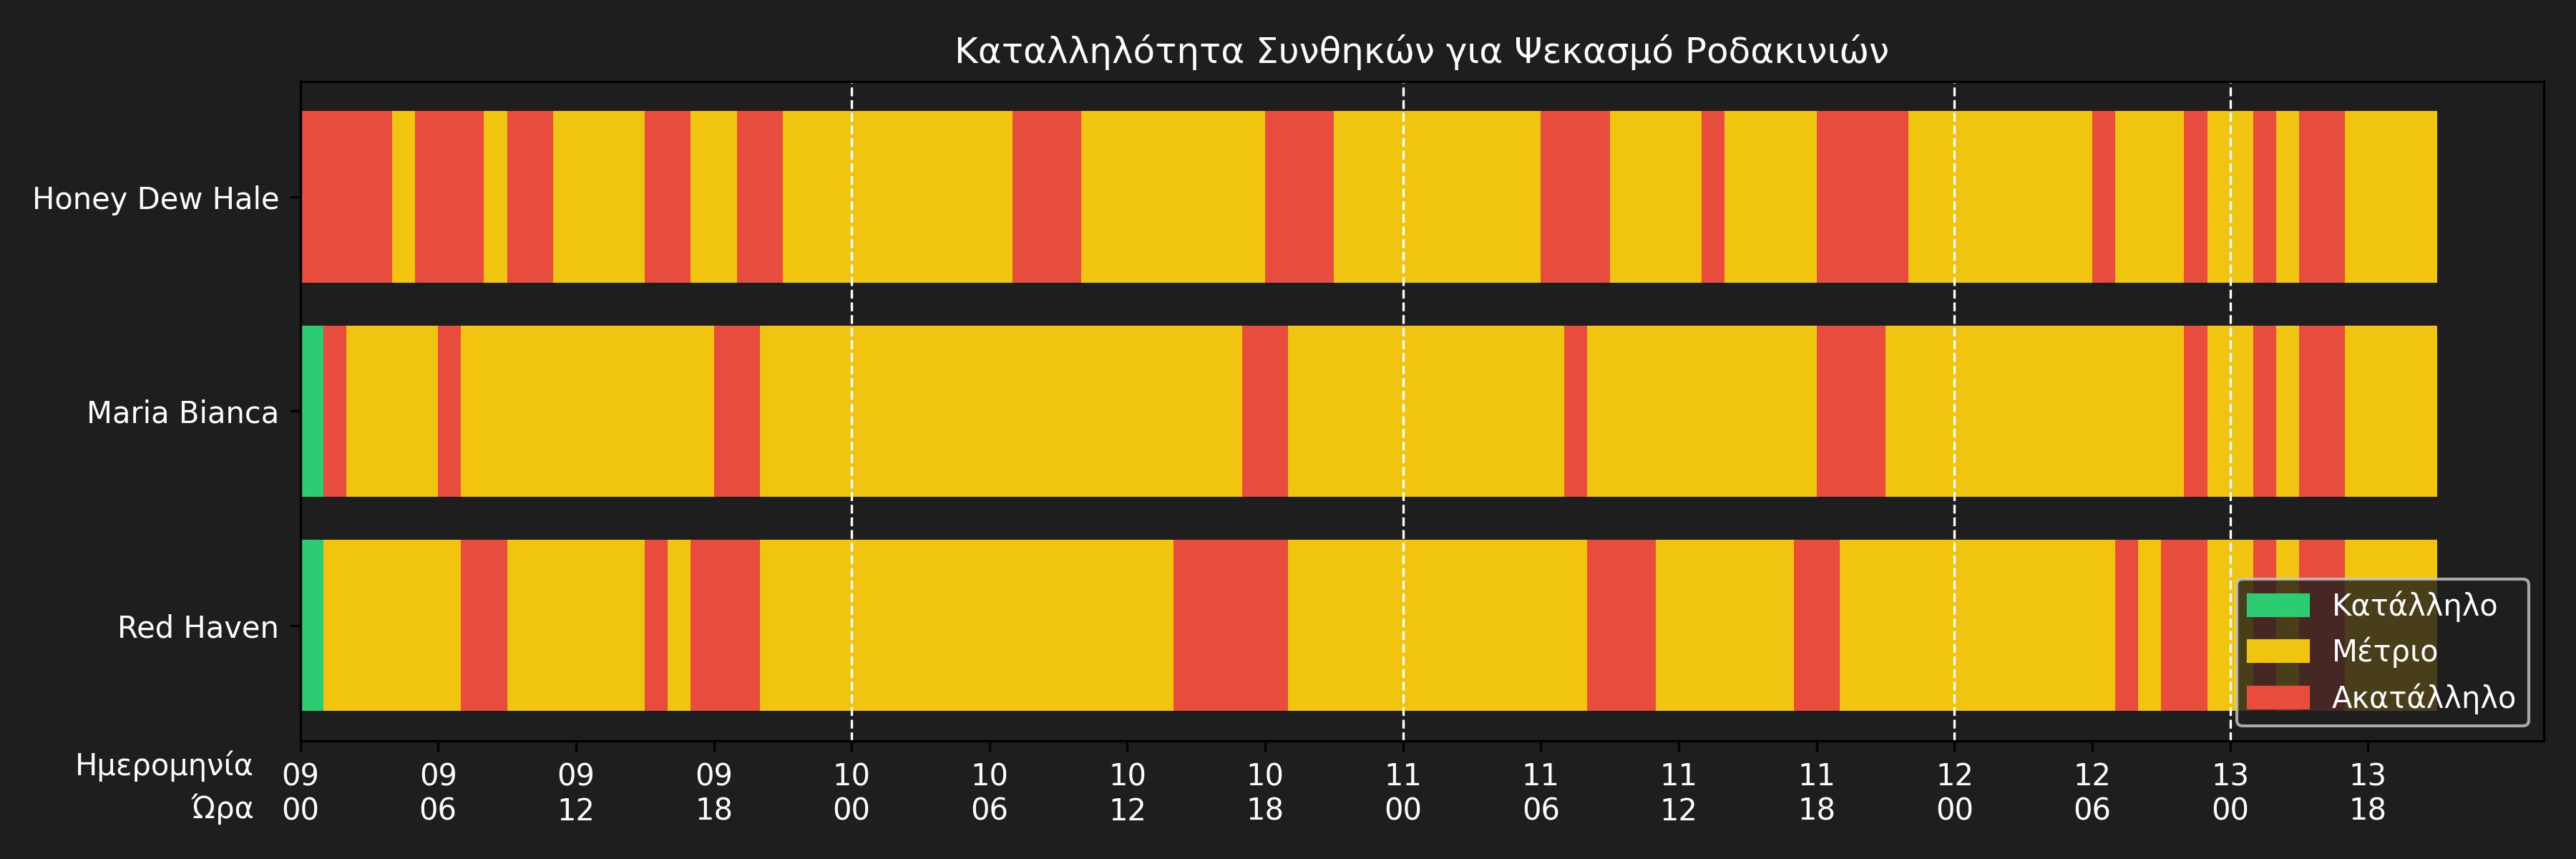 Καταλληλότητα Συνθηκών για Ψεκασμό Ροδακινιών
Honey Dew Hale
Maria Bianca
Red Haven
Κατάλληλο
Μέτριο
Ακατάλληλο
Ημερομηνία 09 09 09 09 10 10 10 10 11 11 11 11 12 12 13 13
Ώρα 00 06 12 18 00 06 12 18 00 06 12 18 00 06 00 18